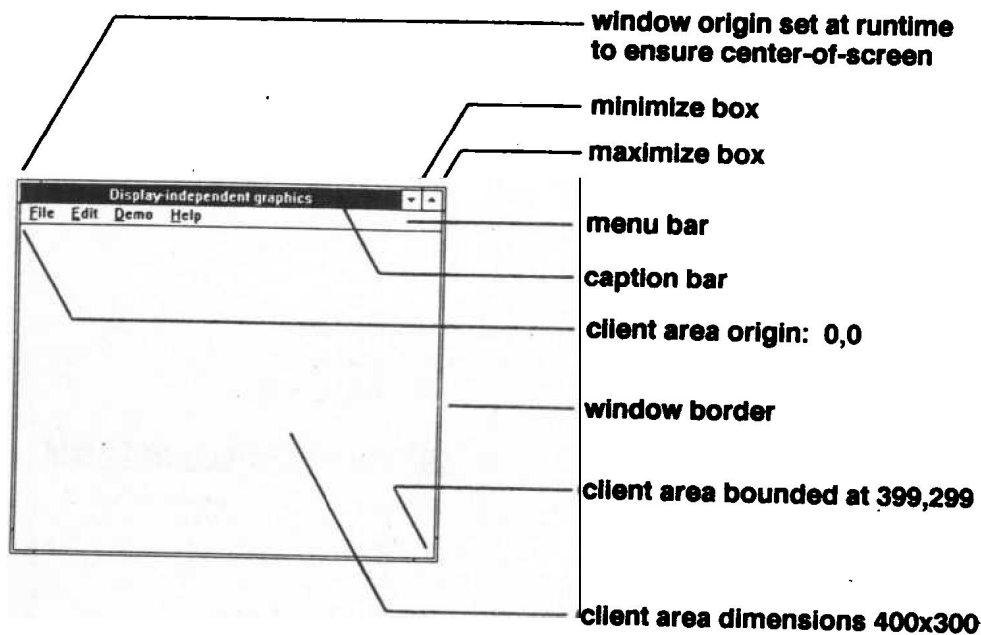 window origin set at runtime
to ensure center-of-screen
minimize box
maximize box
Display-independent graphics
File Edit Demo Help
menu bar
caption bar
client area origin: 0,0
window border
client area bounded at 399,299
client area dimensions 400x300